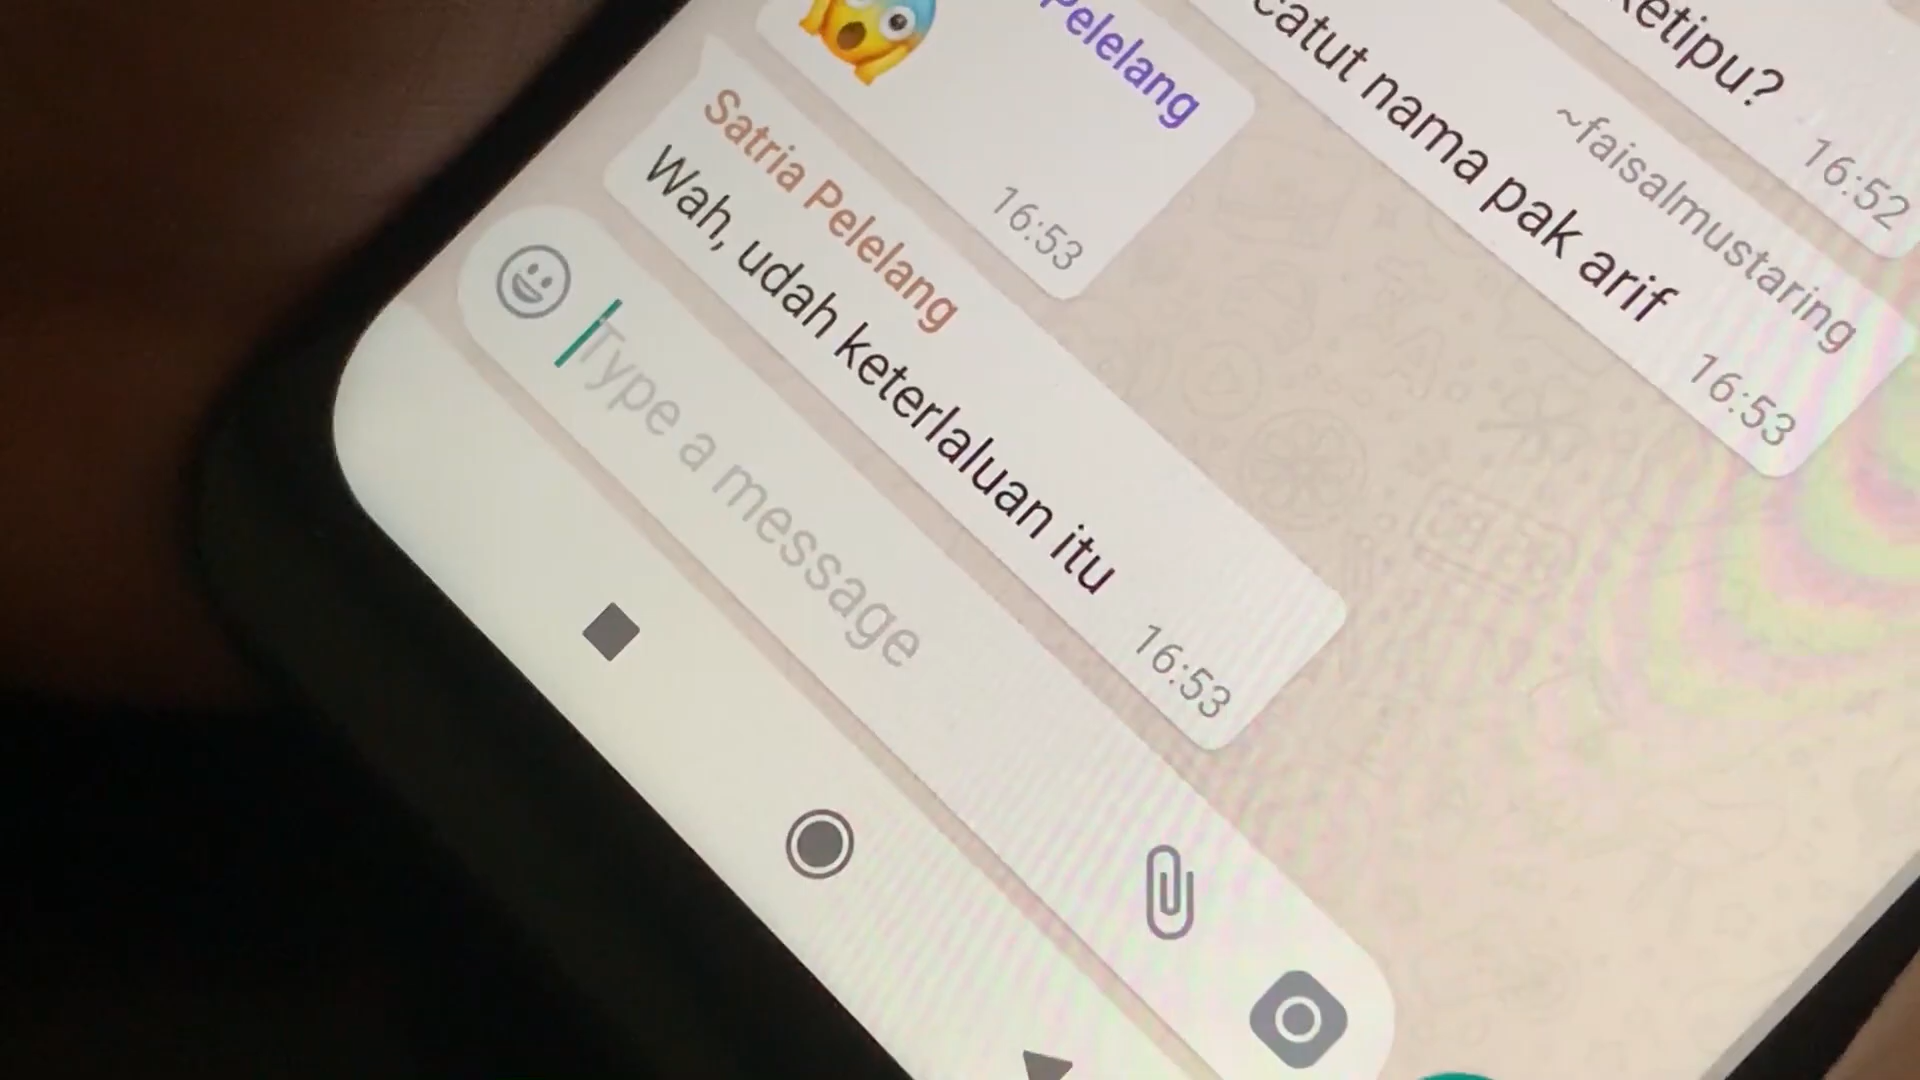 ketipu?
16:52
~faisalmustaring
catut nama pak arif
16:53
Pelelang
16:53
Satria Pelelang
Wah, udah keterlaluan itu
16:53
Type a message